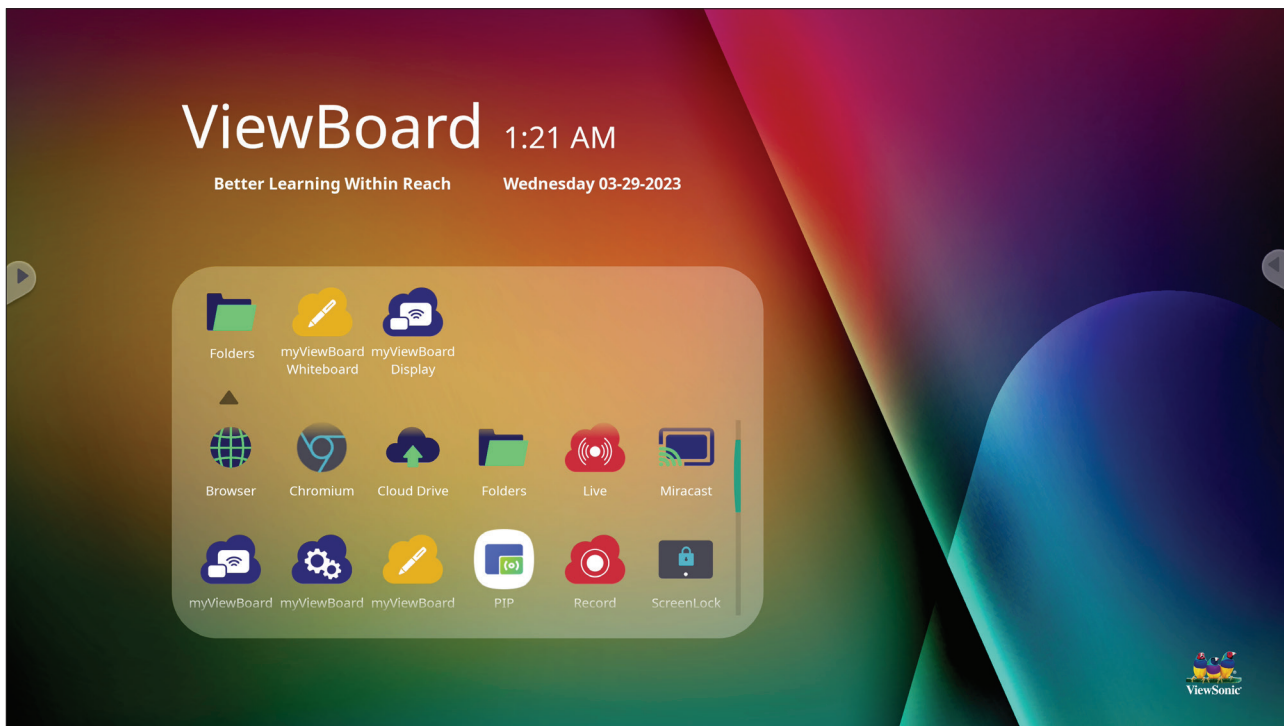 ViewBoard 1:21 AM
Better Learning Within Reach Wednesday 03-29-2023
Folders myViewBoard myViewBoard
Whiteboard Display
Browser Chromium Cloud Drive Folders Live Miracast
myViewBoard myViewBoard myViewBoard PIP Record ScreenLock
ViewSonic